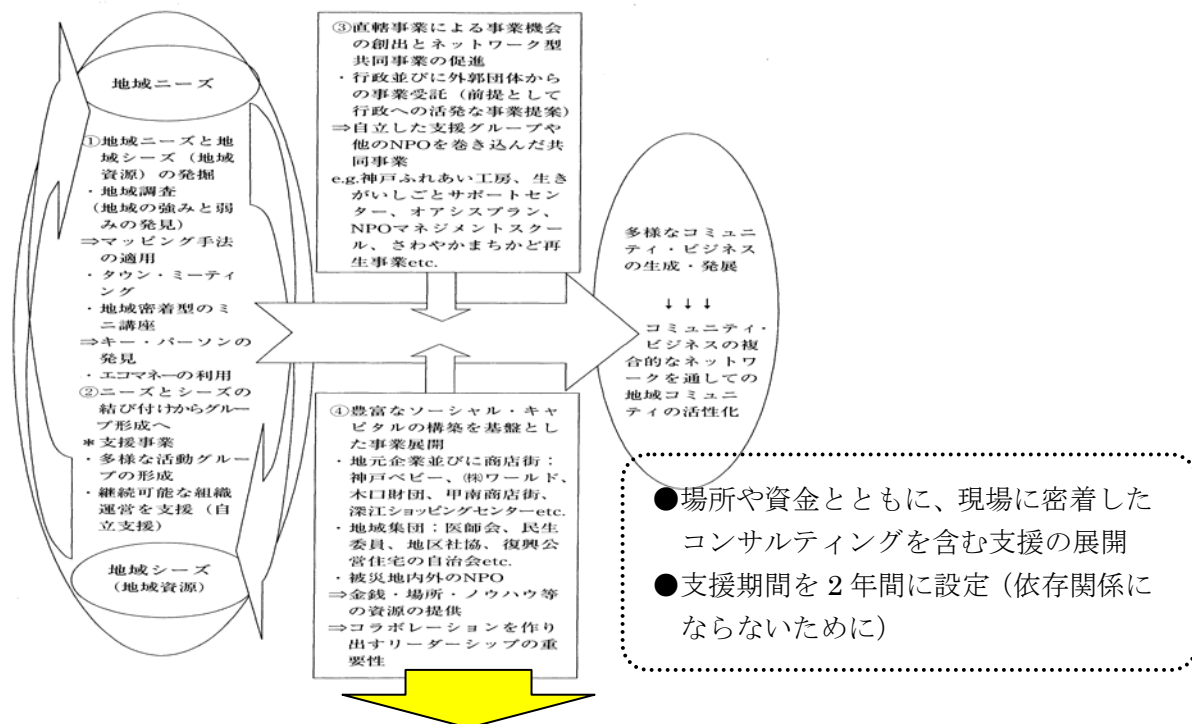 地域ニーズ
①地域ニーズと地
域シーズ（地域
資源）の発掘
・地域調査
（地域の強みと弱
みの発見）
⇒マッピング手法
の適用
・タウン・ミーティ
ング
・地域密着型のミ
ニ講座
⇒キー・パーソンの
発見
・エコマネーの利用
②ニーズとシーズの
結び付けからグルー
プ形成へ
＊支援事業
・多様な活動グルー
プの形成
・継続可能な組織
運営を支援（自
立支援）
地域シーズ
（地域資源）
③直轄事業による事業機会
の創出とネットワーク型
共同事業の促進
・行政並びに外郭団体から
の事業受託（前提として
行政への活発な事業提案）
⇒自立した支援グループや
他のNPOを巻き込んだ共
同事業
e.g.神戸ふれあい工房、生き
がいしごとサポートセン
ター、オアシスプラン、
NPOマネジメントスクー
ル、さわやかまちかど再
生事業etc.
④豊富なソーシャル・キャ
ピタルの構築を基盤とし
た事業展開
・地元企業並びに商店街：
神戸ベビー、㈱ワールド、
木口財団、甲南商店街、
深江ショッピングセンターetc.
・地域集団：医師会、民生
委員、地区社協、復興公
営住宅の自治会etc.
・被災地内外のNPO
⇒金銭・場所・ノウハウ等
の資源の提供
⇒コラボレーションを作り
出すリーダーシップの重
要性
多様なコミュニ
ティ・ビジネス
の生成・発展
↓↓↓
コミュニティ・
ビジネスの複
合的なネットワ
ークを通しての
地域コミュニ
ティの活性化
●場所や資金とともに、現場に密着した
コンサルティングを含む支援の展開
●支援期間を 2 年間に設定（依存関係に
ならないために）